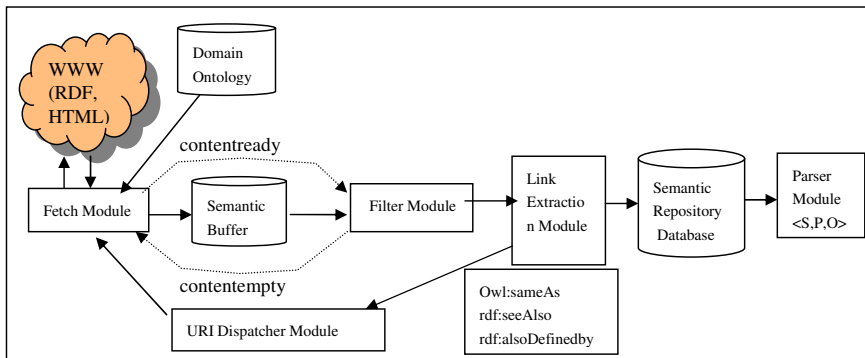 WWW
(RDF,
HTML)
Domain
Ontology
contentready
Fetch Module
Semantic
Buffer
Filter Module
Link
Extractio
n Module
Semantic
Repository
Database
Parser
Module
<S,P,O>
contentempty
URI Dispatcher Module
Owl:sameAs
rdf:seeAlso
rdf:alsoDefinedby